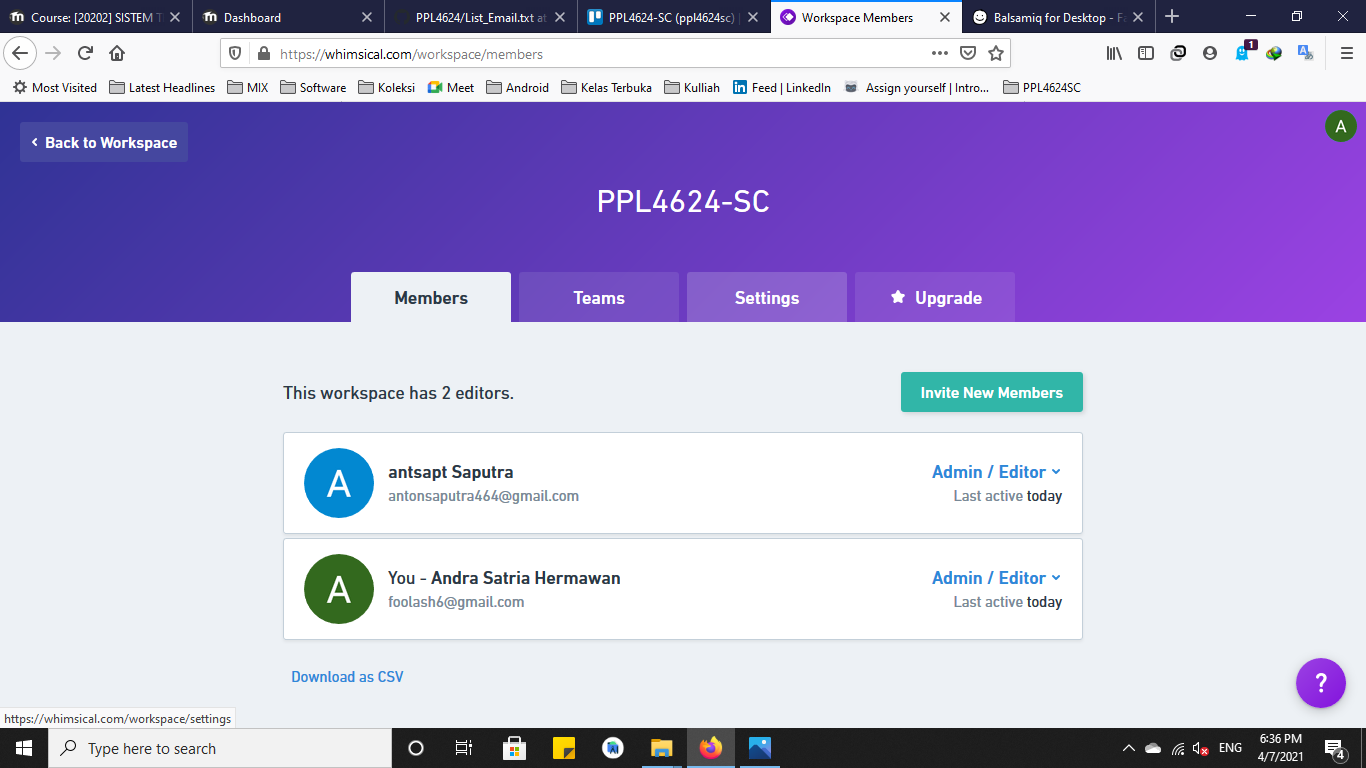 Course: [20202] SISTEM T
Dashboard
PPL4624/List_Email.txt at
PPL4624-SC (ppl4624sc) |
Workspace Members
Balsamiq for Desktop - Fa
https://whimsical.com/workspace/members
1
Most Visited
Latest Headlines
MIX
Software
Koleksi
Meet
Android
Kelas Terbuka
Kulliah
Feed | LinkedIn
Assign yourself | Intro...
PPL4624SC
Back to Workspace
A
PPL4624-SC
Members
Teams
Settings
Upgrade
This workspace has 2 editors.
Invite New Members
A
antsapt Saputra
antonsaputra464@gmail.com
Admin / Editor
Last active today
A
You - Andra Satria Hermawan
foolash6@gmail.com
Admin / Editor
Last active today
Download as CSV
?
https://whimsical.com/workspace/settings
Type here to search
ENG
6:36 PM
4/7/2021
4